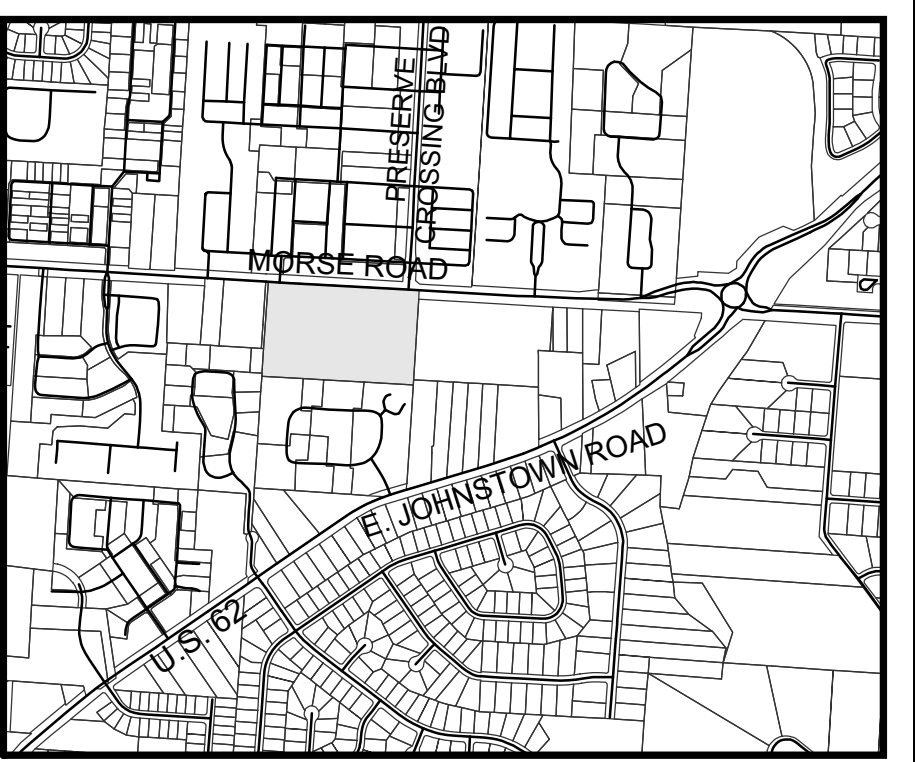 PRESERVE
CROSSING BLVD
MORSE ROAD
E. JOHNSTOWN ROAD
U.S. 62